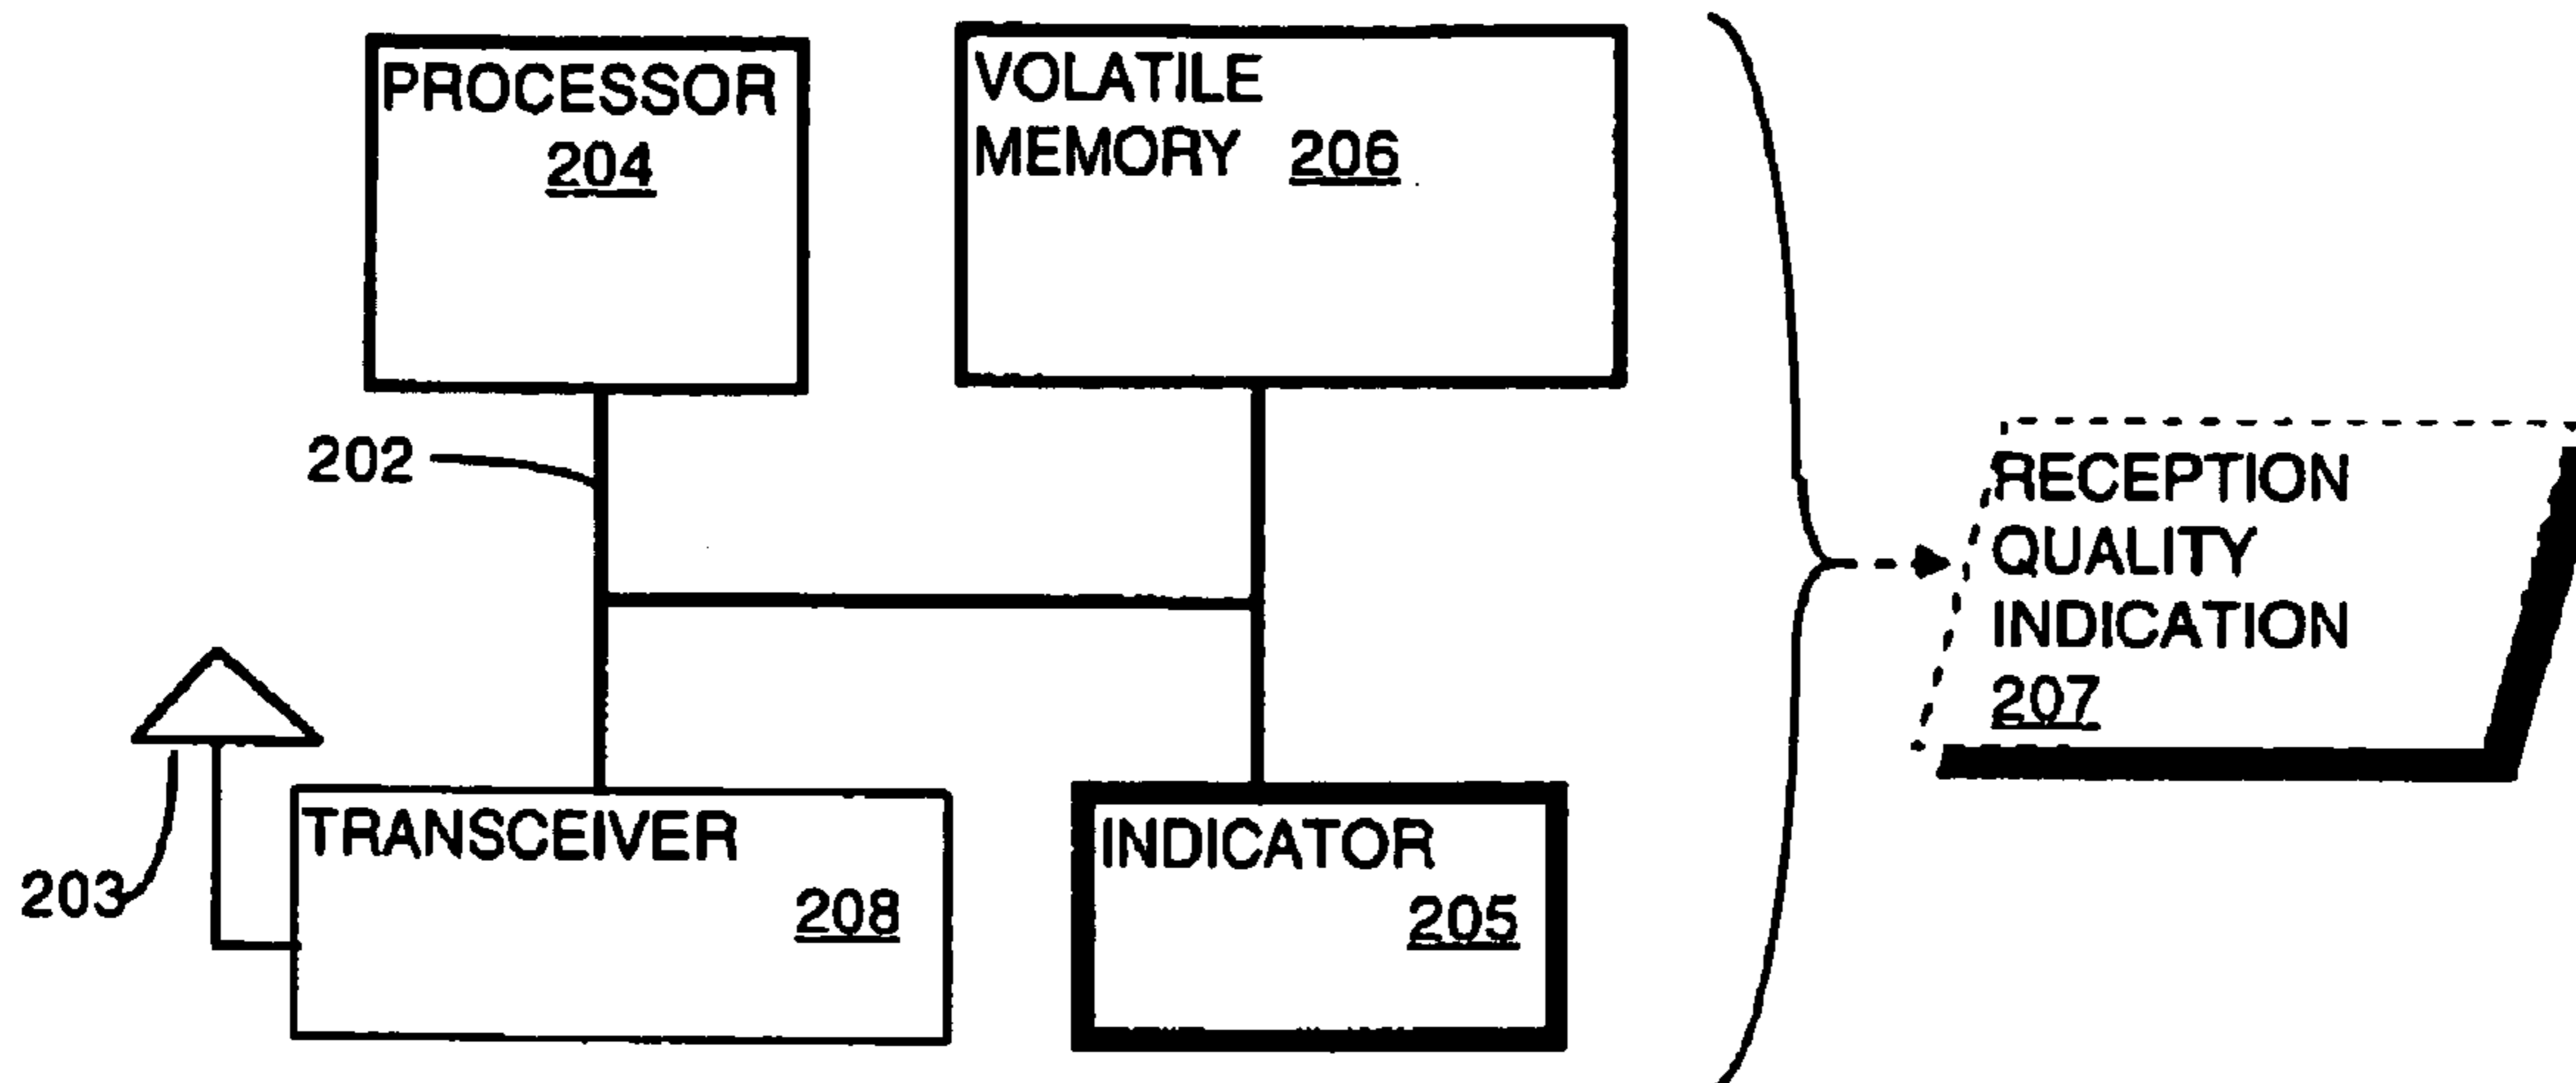 PROCESSOR
204
VOLATILE
MEMORY 206
202
RECEPTION
QUALITY
INDICATION
207
203
TRANSCEIVER
208
INDICATOR
205